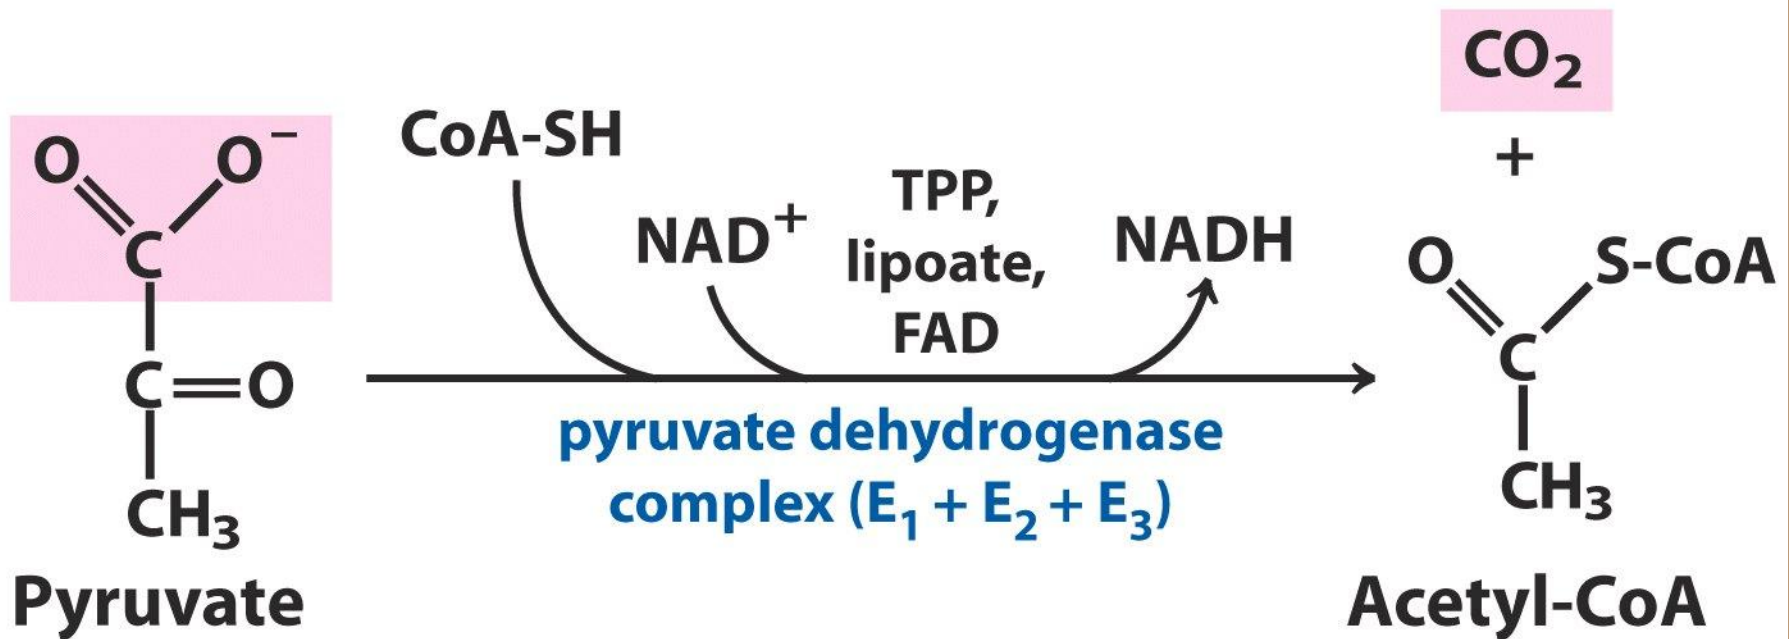 O O⁻
C
C=O
CH₃
Pyruvate
CoA-SH
NAD⁺
TPP,
lipoate,
FAD
NADH
pyruvate dehydrogenase
complex (E₁ + E₂ + E₃)
CO₂
+
O S-CoA
C
CH₃
Acetyl-CoA